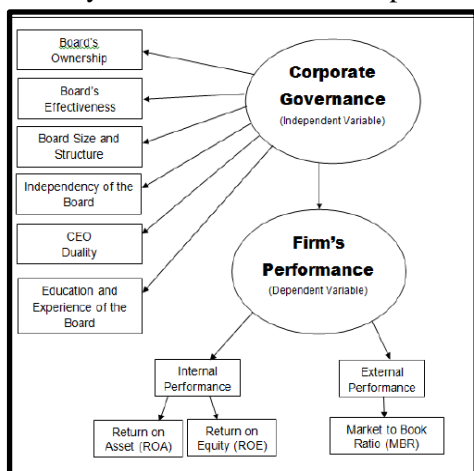 Board's
Ownership
Board's
Effectiveness
Board Size and
Structure
Independency of the
Board
CEO
Duality
Education and
Experience of the
Board
Corporate
Governance
(Independent Variable)
Firm's
Performance
(Dependent Variable)
Internal
Performance
External
Performance
Return on
Asset (ROA)
Return on
Equity (ROE)
Market to Book
Ratio (MBR)